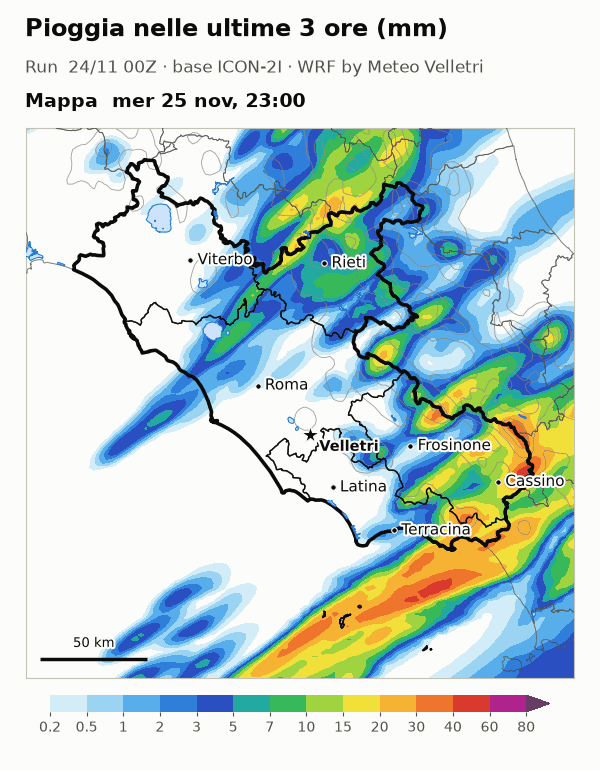 Pioggia nelle ultime 3 ore (mm)
Run  24/11 00Z · base ICON-2I · WRF by Meteo Velletri
Mappa  mer 25 nov, 23:00
Viterbo
Rieti
Roma
Velletri
Frosinone
Latina
Cassino
Terracina
50 km
0.2 0.5 1 2 3 5 7 10 15 20 30 40 60 80